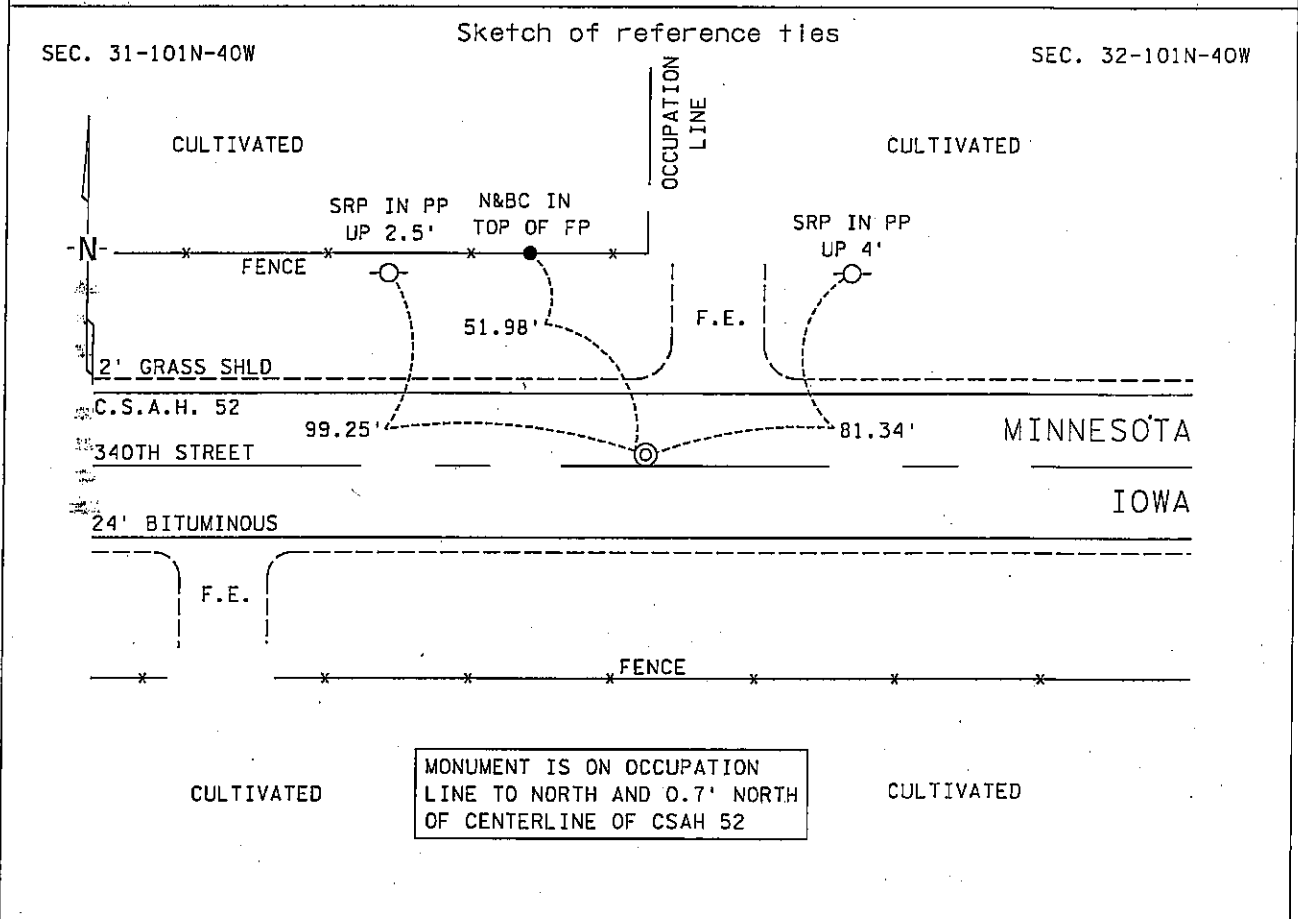 Sketch of reference ties
SEC. 31-101N-40W
SEC. 32-101N-40W
OCCUPATION
LINE
CULTIVATED
CULTIVATED
SRP IN PP
UP 2.5'
N&BC IN
TOP OF FP
SRP IN PP
UP 4'
-N-
FENCE
51.98'
F.E.
2' GRASS SHLD
C.S.A.H. 52
99.25'
81.34'
MINNESOTA
340TH STREET
IOWA
24' BITUMINOUS
F.E.
FENCE
MONUMENT IS ON OCCUPATION
LINE TO NORTH AND 0.7' NORTH
OF CENTERLINE OF CSAH 52
CULTIVATED
CULTIVATED